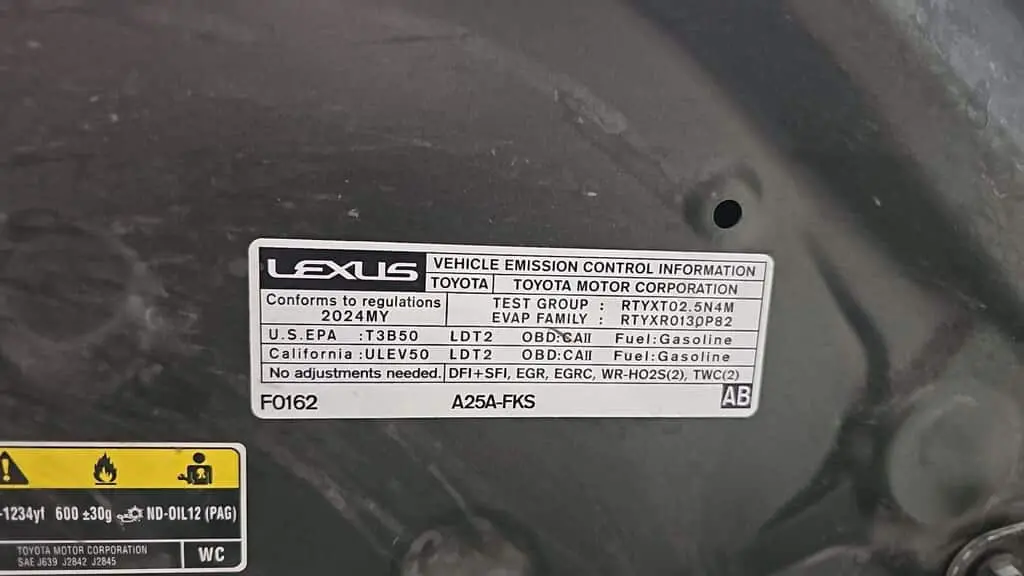 LEXUS
VEHICLE EMISSION CONTROL INFORMATION
TOYOTA TOYOTA MOTOR CORPORATION
Conforms to regulations
2024MY
TEST GROUP : RTYXT02.5N4M
EVAP FAMILY : RTYXR0130P82
U.S.EPA :T3B50 LDT2 OBD:CAII Fuel:Gasoline
California :ULEV50 LDT2 OBD:CAII Fuel:Gasoline
No adjustments needed. DFI+SFI, EGR, EGRC, WR-HO2S(2), TWC(2)
F0162 A25A-FKS AB
-1234yf 600 ±30g ND-OIL12 (PAG)
TOYOTA MOTOR CORPORATION
SAE J639 J2842 J2845
WC